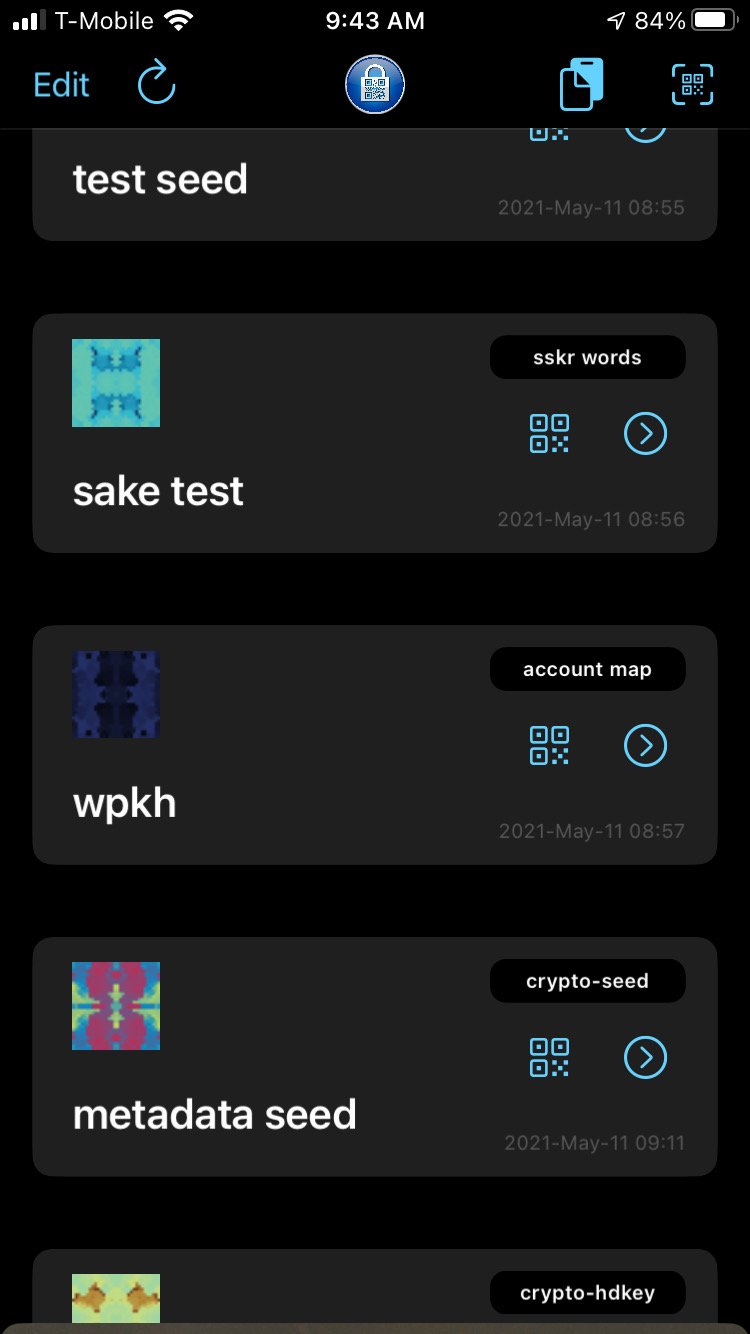 T-Mobile 9:43 AM 84%
Edit
test seed
2021-May-11 08:55
sskr words
sake test
2021-May-11 08:56
account map
wpkh
2021-May-11 08:57
crypto-seed
metadata seed
2021-May-11 09:11
crypto-hdkey